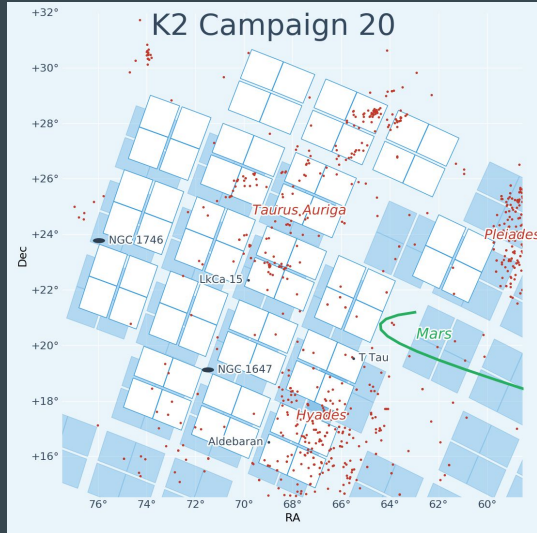 K2 Campaign 20
+32°
+30°
+28°
+26°
+24°
+22°
+20°
+18°
+16°
Dec
Taurus Auriga
Pleiades
NGC 1746
LkCa 15
Mars
T Tau
NGC 1647
Hyades
Aldebaran
76°
74°
72°
70°
68°
66°
64°
62°
60°
RA